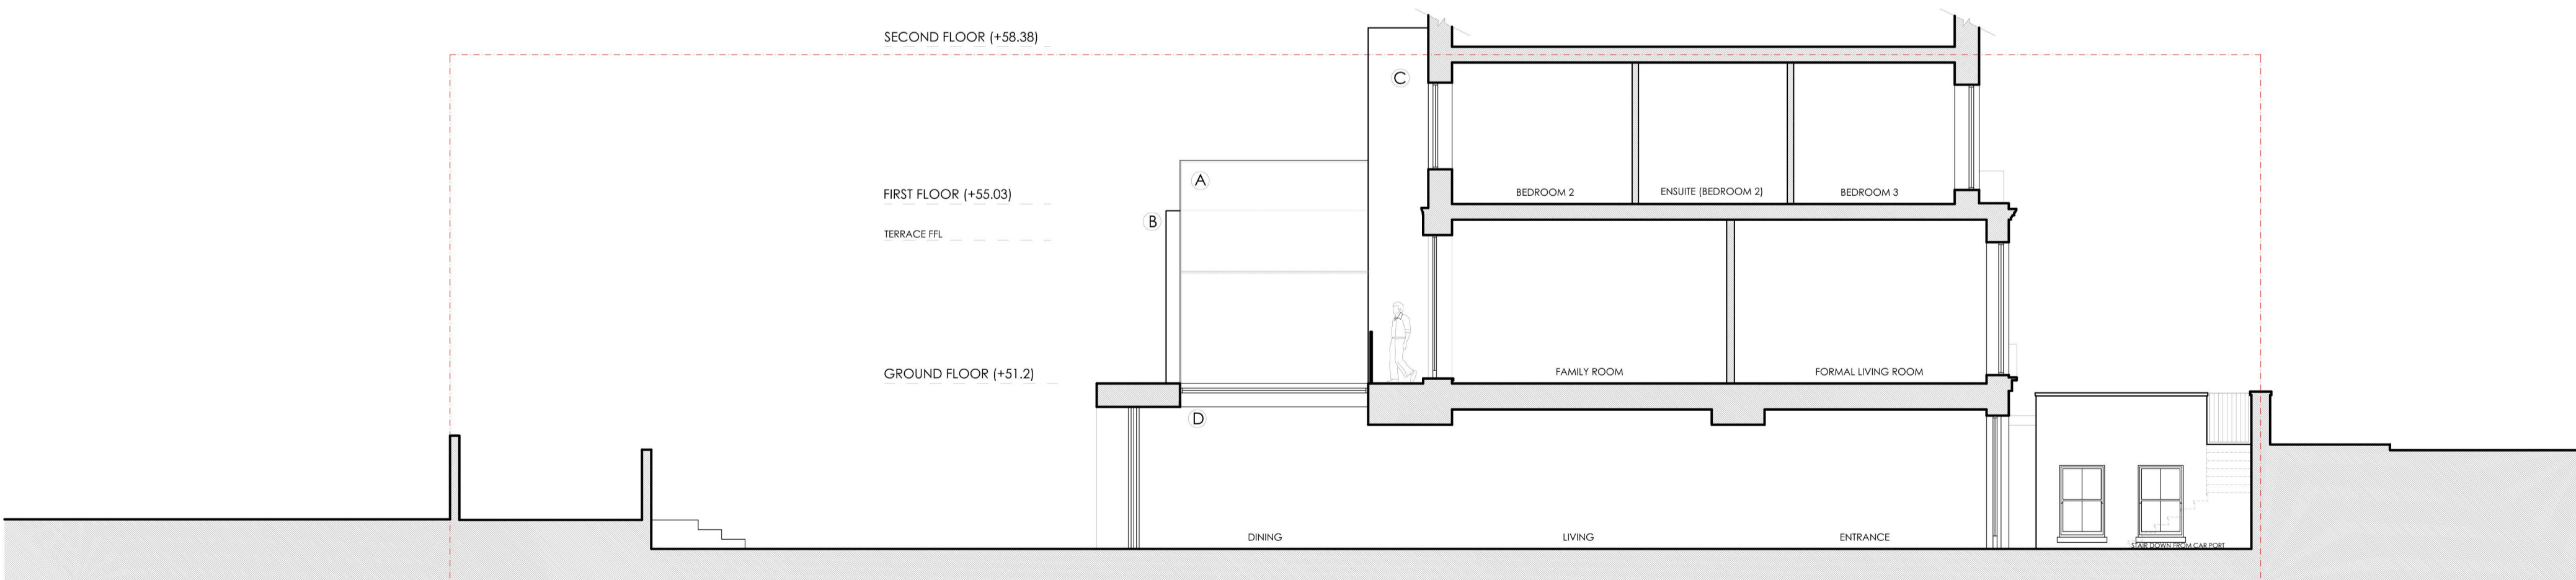 SECOND FLOOR (+58.38)
C
A
FIRST FLOOR (+55.03)
BEDROOM 2
ENSUITE (BEDROOM 2)
BEDROOM 3
B
TERRACE FFL
GROUND FLOOR (+51.2)
FAMILY ROOM
FORMAL LIVING ROOM
D
DINING
LIVING
ENTRANCE
STAIR DOWN FROM CAR PORT